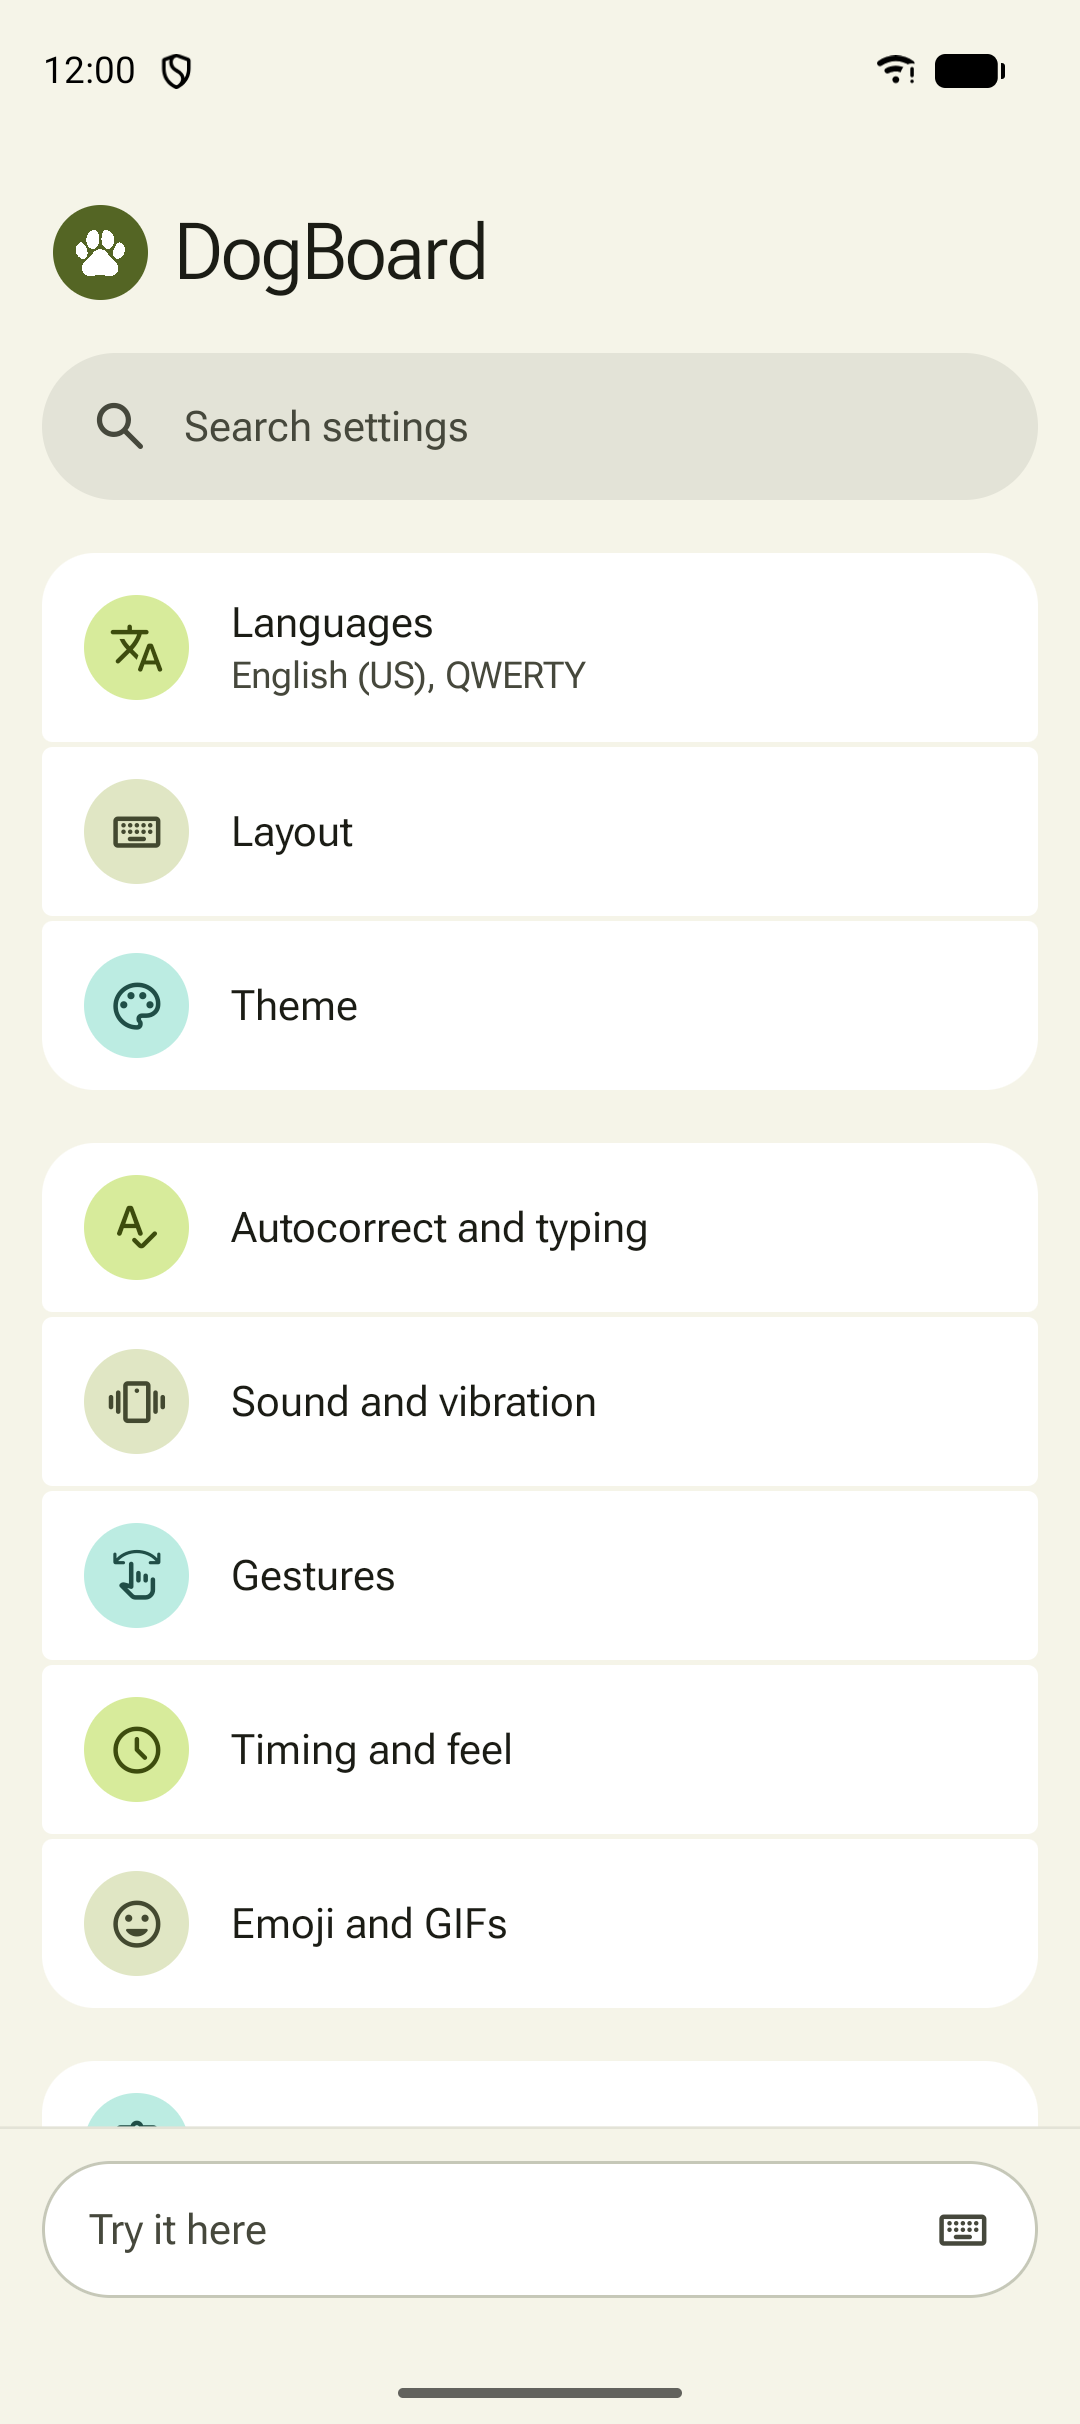 12:00
DogBoard
Search settings
Languages
English (US), QWERTY
Layout
Theme
Autocorrect and typing
Sound and vibration
Gestures
Timing and feel
Emoji and GIFs
Try it here